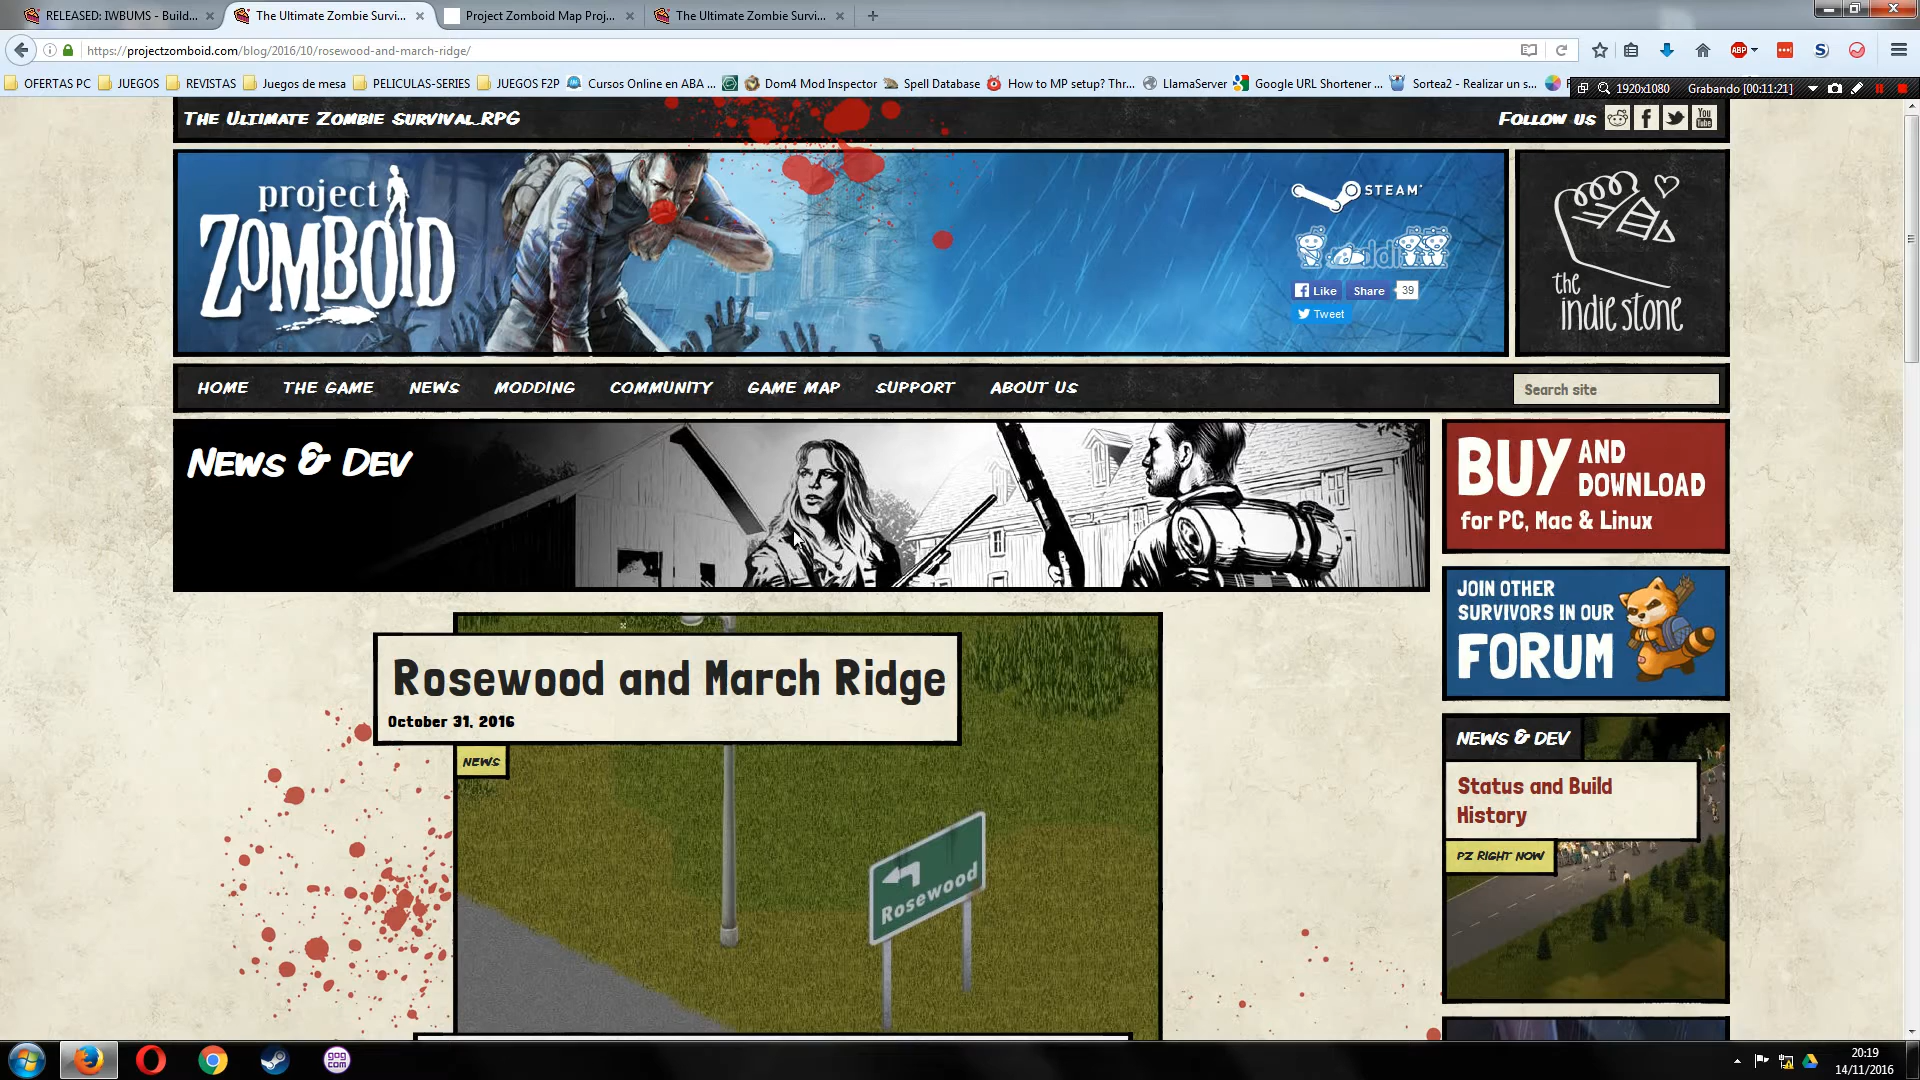 RELEASED: IWBUMS - Build...
The Ultimate Zombie Survi...
Project Zomboid Map Proj...
The Ultimate Zombie Survi...
https://projectzomboid.com/blog/2016/10/rosewood-and-march-ridge/
ABP
S
OFERTAS PC
JUEGOS
REVISTAS
Juegos de mesa
PELICULAS-SERIES
JUEGOS F2P
Cursos Online en ABA ...
Dom4 Mod Inspector
Spell Database
How to MP setup? Thr...
LlamaServer
Google URL Shortener ...
Sortea2 - Realizar un s...
1920x1080
Grabando [00:11:21]
The Ultimate Zombie Survival RPG
Follow us
You Tube
project
ZOMBOID
STEAM
reddit
Like
Share
39
Tweet
the
indie stone
HOME
THE GAME
NEWS
MODDING
COMMUNITY
GAME MAP
SUPPORT
ABOUT US
Search site
News & Dev
BUY AND DOWNLOAD
for PC, Mac & Linux
JOIN OTHER
SURVIVORS IN OUR
FORUM
Rosewood and March Ridge
October 31, 2016
NEWS
Rosewood
News & Dev
Status and Build
History
PZ RIGHT NOW
gog
com
20:19
14/11/2016